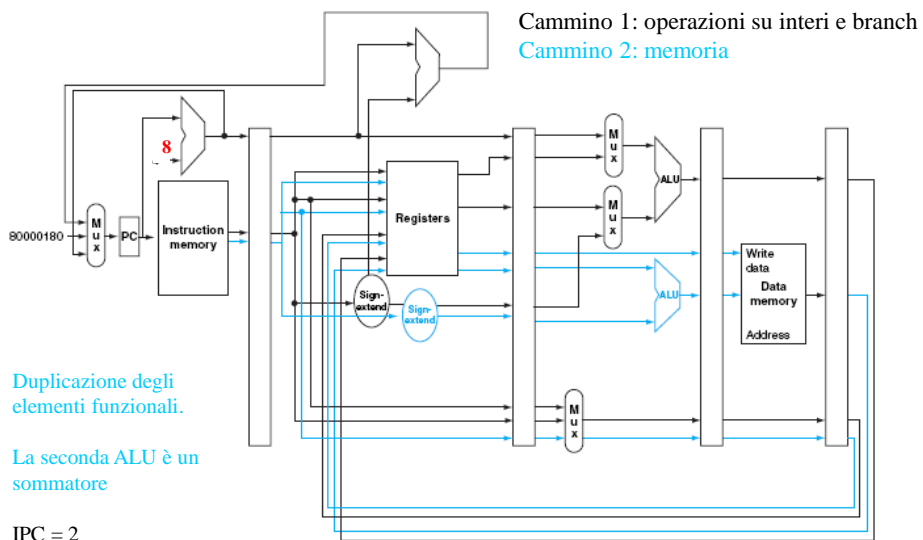 Cammino 1: operazioni su interi e branch
Cammino 2: memoria
8
M
u
x
80000180
PC
Instruction
memory
Registers
Sign-
extend
Sign-
extend
M
u
x
M
u
x
ALU
ALU
Write
data
Data
memory
Address
M
u
x
Duplicazione degli
elementi funzionali.
La seconda ALU è un
sommatore
IPC = 2